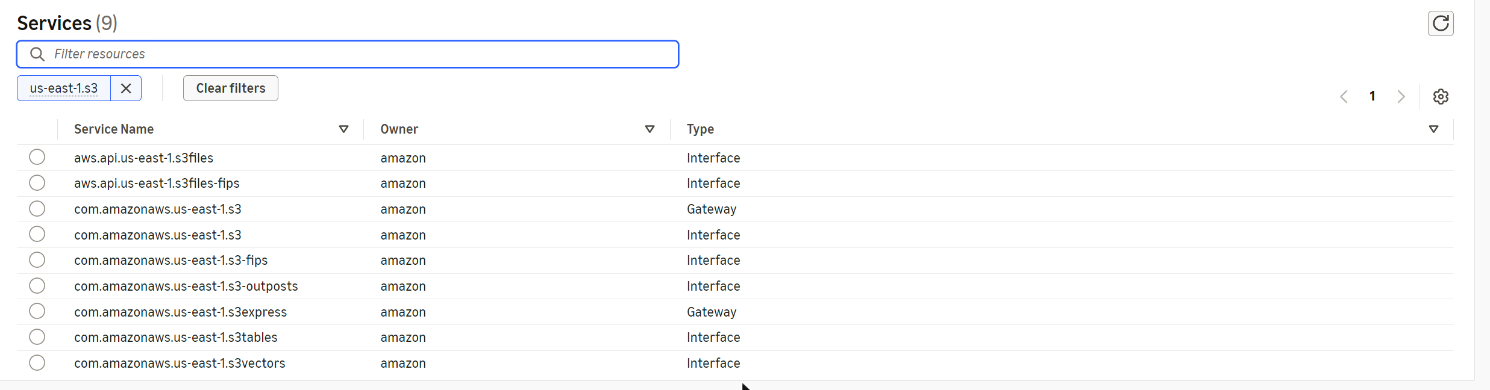 Services (9)
Filter resources
us-east-1.s3 Clear filters
1
Service Name Owner Type
aws.api.us-east-1.s3files amazon Interface
aws.api.us-east-1.s3files-fips amazon Interface
com.amazonaws.us-east-1.s3 amazon Gateway
com.amazonaws.us-east-1.s3 amazon Interface
com.amazonaws.us-east-1.s3-fips amazon Interface
com.amazonaws.us-east-1.s3-outposts amazon Interface
com.amazonaws.us-east-1.s3express amazon Gateway
com.amazonaws.us-east-1.s3tables amazon Interface
com.amazonaws.us-east-1.s3vectors amazon Interface